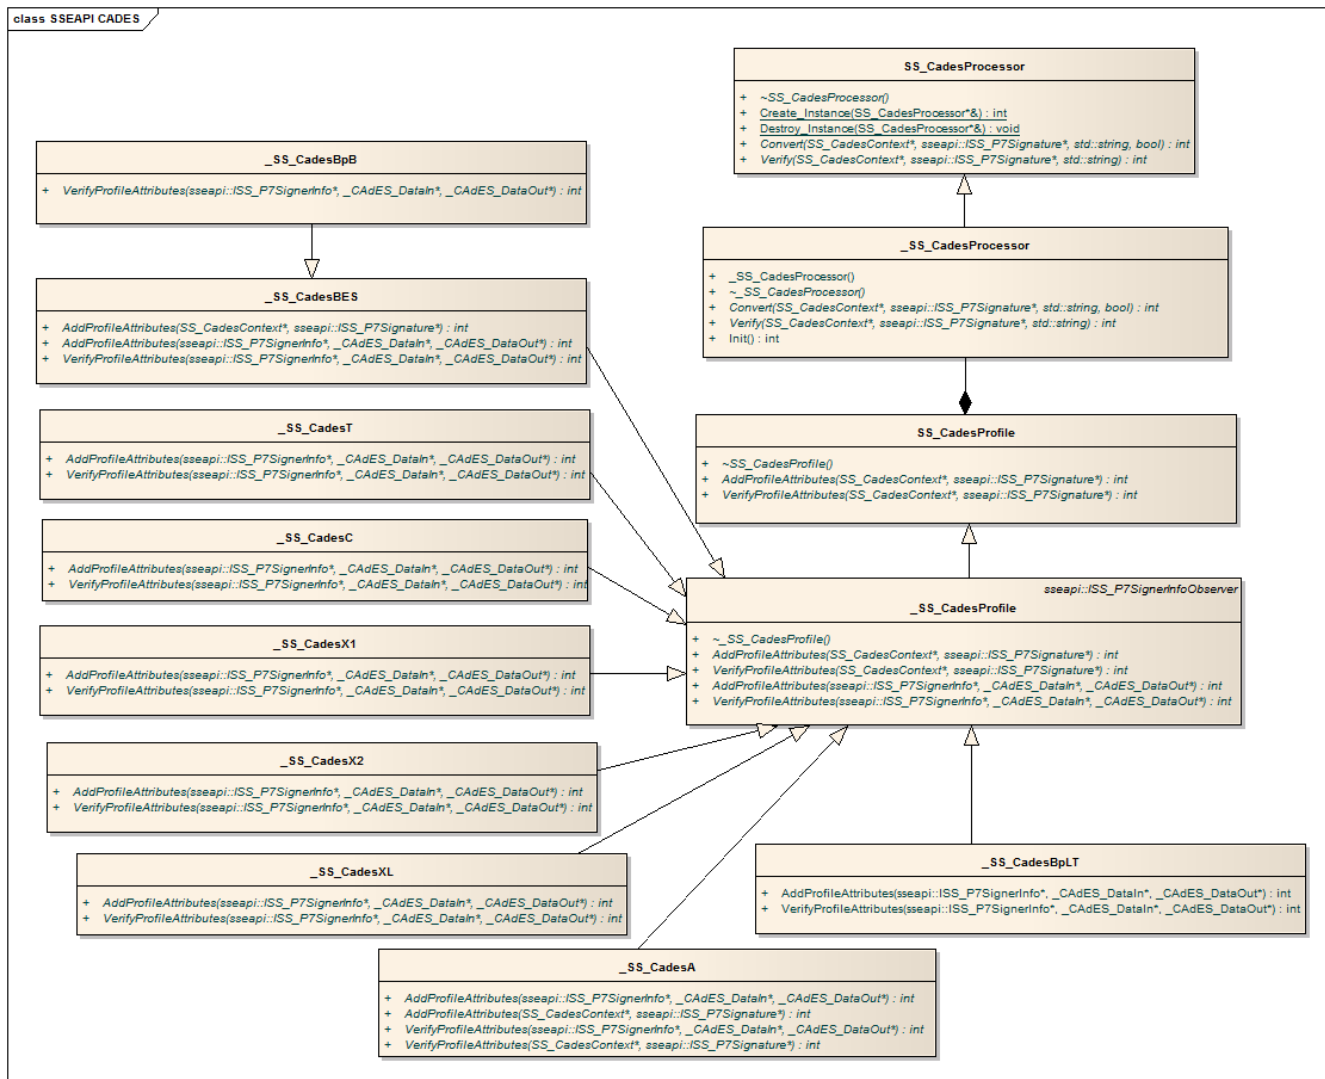 class SSEAPI CADES
SS_CadesProcessor
+ ~SS_CadesProcessor()
+ Create_Instance(SS_CadesProcessor*&) : int
+ Destroy_Instance(SS_CadesProcessor*&) : void
+ Convert(SS_CadesContext*, sseapi::ISS_P7Signature*, std::string, bool) : int
+ Verify(SS_CadesContext*, sseapi::ISS_P7Signature*, std::string) : int
_SS_CadesBpB
+ VerifyProfileAttributes(sseapi::ISS_P7SignerInfo*, _CAdES_DataIn*, _CAdES_DataOut*) : int
_SS_CadesProcessor
+ _SS_CadesProcessor()
+ ~_SS_CadesProcessor()
+ Convert(SS_CadesContext*, sseapi::ISS_P7Signature*, std::string, bool) : int
+ Verify(SS_CadesContext*, sseapi::ISS_P7Signature*, std::string) : int
+ Init() : int
_SS_CadesBES
+ AddProfileAttributes(SS_CadesContext*, sseapi::ISS_P7Signature*) : int
+ AddProfileAttributes(sseapi::ISS_P7SignerInfo*, _CAdES_DataIn*, _CAdES_DataOut*) : int
+ VerifyProfileAttributes(sseapi::ISS_P7SignerInfo*, _CAdES_DataIn*, _CAdES_DataOut*) : int
_SS_CadesT
+ AddProfileAttributes(sseapi::ISS_P7SignerInfo*, _CAdES_DataIn*, _CAdES_DataOut*) : int
+ VerifyProfileAttributes(sseapi::ISS_P7SignerInfo*, _CAdES_DataIn*, _CAdES_DataOut*) : int
SS_CadesProfile
+ ~SS_CadesProfile()
+ AddProfileAttributes(SS_CadesContext*, sseapi::ISS_P7Signature*) : int
+ VerifyProfileAttributes(SS_CadesContext*, sseapi::ISS_P7Signature*) : int
_SS_CadesC
+ AddProfileAttributes(sseapi::ISS_P7SignerInfo*, _CAdES_DataIn*, _CAdES_DataOut*) : int
+ VerifyProfileAttributes(sseapi::ISS_P7SignerInfo*, _CAdES_DataIn*, _CAdES_DataOut*) : int
sseapi::ISS_P7SignerInfoObserver
_SS_CadesProfile
+ ~_SS_CadesProfile()
+ AddProfileAttributes(SS_CadesContext*, sseapi::ISS_P7Signature*) : int
+ VerifyProfileAttributes(SS_CadesContext*, sseapi::ISS_P7Signature*) : int
+ AddProfileAttributes(sseapi::ISS_P7SignerInfo*, _CAdES_DataIn*, _CAdES_DataOut*) : int
+ VerifyProfileAttributes(sseapi::ISS_P7SignerInfo*, _CAdES_DataIn*, _CAdES_DataOut*) : int
_SS_CadesX1
+ AddProfileAttributes(sseapi::ISS_P7SignerInfo*, _CAdES_DataIn*, _CAdES_DataOut*) : int
+ VerifyProfileAttributes(sseapi::ISS_P7SignerInfo*, _CAdES_DataIn*, _CAdES_DataOut*) : int
_SS_CadesX2
+ AddProfileAttributes(sseapi::ISS_P7SignerInfo*, _CAdES_DataIn*, _CAdES_DataOut*) : int
+ VerifyProfileAttributes(sseapi::ISS_P7SignerInfo*, _CAdES_DataIn*, _CAdES_DataOut*) : int
_SS_CadesXL
+ AddProfileAttributes(sseapi::ISS_P7SignerInfo*, _CAdES_DataIn*, _CAdES_DataOut*) : int
+ VerifyProfileAttributes(sseapi::ISS_P7SignerInfo*, _CAdES_DataIn*, _CAdES_DataOut*) : int
_SS_CadesBpLT
+ AddProfileAttributes(sseapi::ISS_P7SignerInfo*, _CAdES_DataIn*, _CAdES_DataOut*) : int
+ VerifyProfileAttributes(sseapi::ISS_P7SignerInfo*, _CAdES_DataIn*, _CAdES_DataOut*) : int
_SS_CadesA
+ AddProfileAttributes(sseapi::ISS_P7SignerInfo*, _CAdES_DataIn*, _CAdES_DataOut*) : int
+ AddProfileAttributes(SS_CadesContext*, sseapi::ISS_P7Signature*) : int
+ VerifyProfileAttributes(sseapi::ISS_P7SignerInfo*, _CAdES_DataIn*, _CAdES_DataOut*) : int
+ VerifyProfileAttributes(SS_CadesContext*, sseapi::ISS_P7Signature*) : int